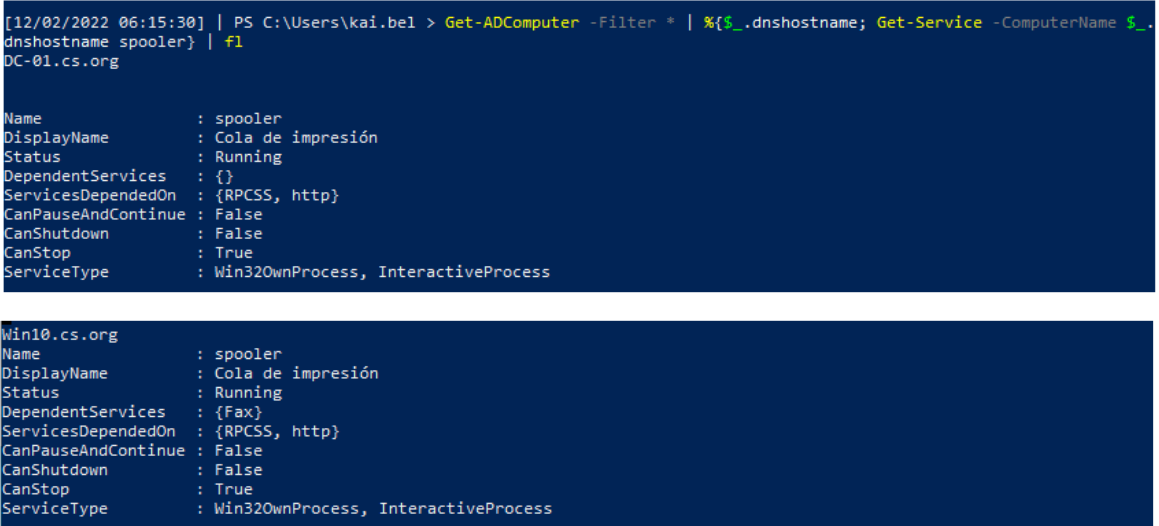 [12/02/2022 06:15:30] | PS C:\Users\kai.bel > Get-ADComputer -Filter * | %{$_.dnshostname; Get-Service -ComputerName $_.
dnshostname spooler} | fl
DC-01.cs.org
Name : spooler
DisplayName : Cola de impresión
Status : Running
DependentServices : {}
ServicesDependedOn : {RPCSS, http}
CanPauseAndContinue : False
CanShutdown : False
CanStop : True
ServiceType : Win32OwnProcess, InteractiveProcess
Win10.cs.org
Name : spooler
DisplayName : Cola de impresión
Status : Running
DependentServices : {Fax}
ServicesDependedOn : {RPCSS, http}
CanPauseAndContinue : False
CanShutdown : False
CanStop : True
ServiceType : Win32OwnProcess, InteractiveProcess